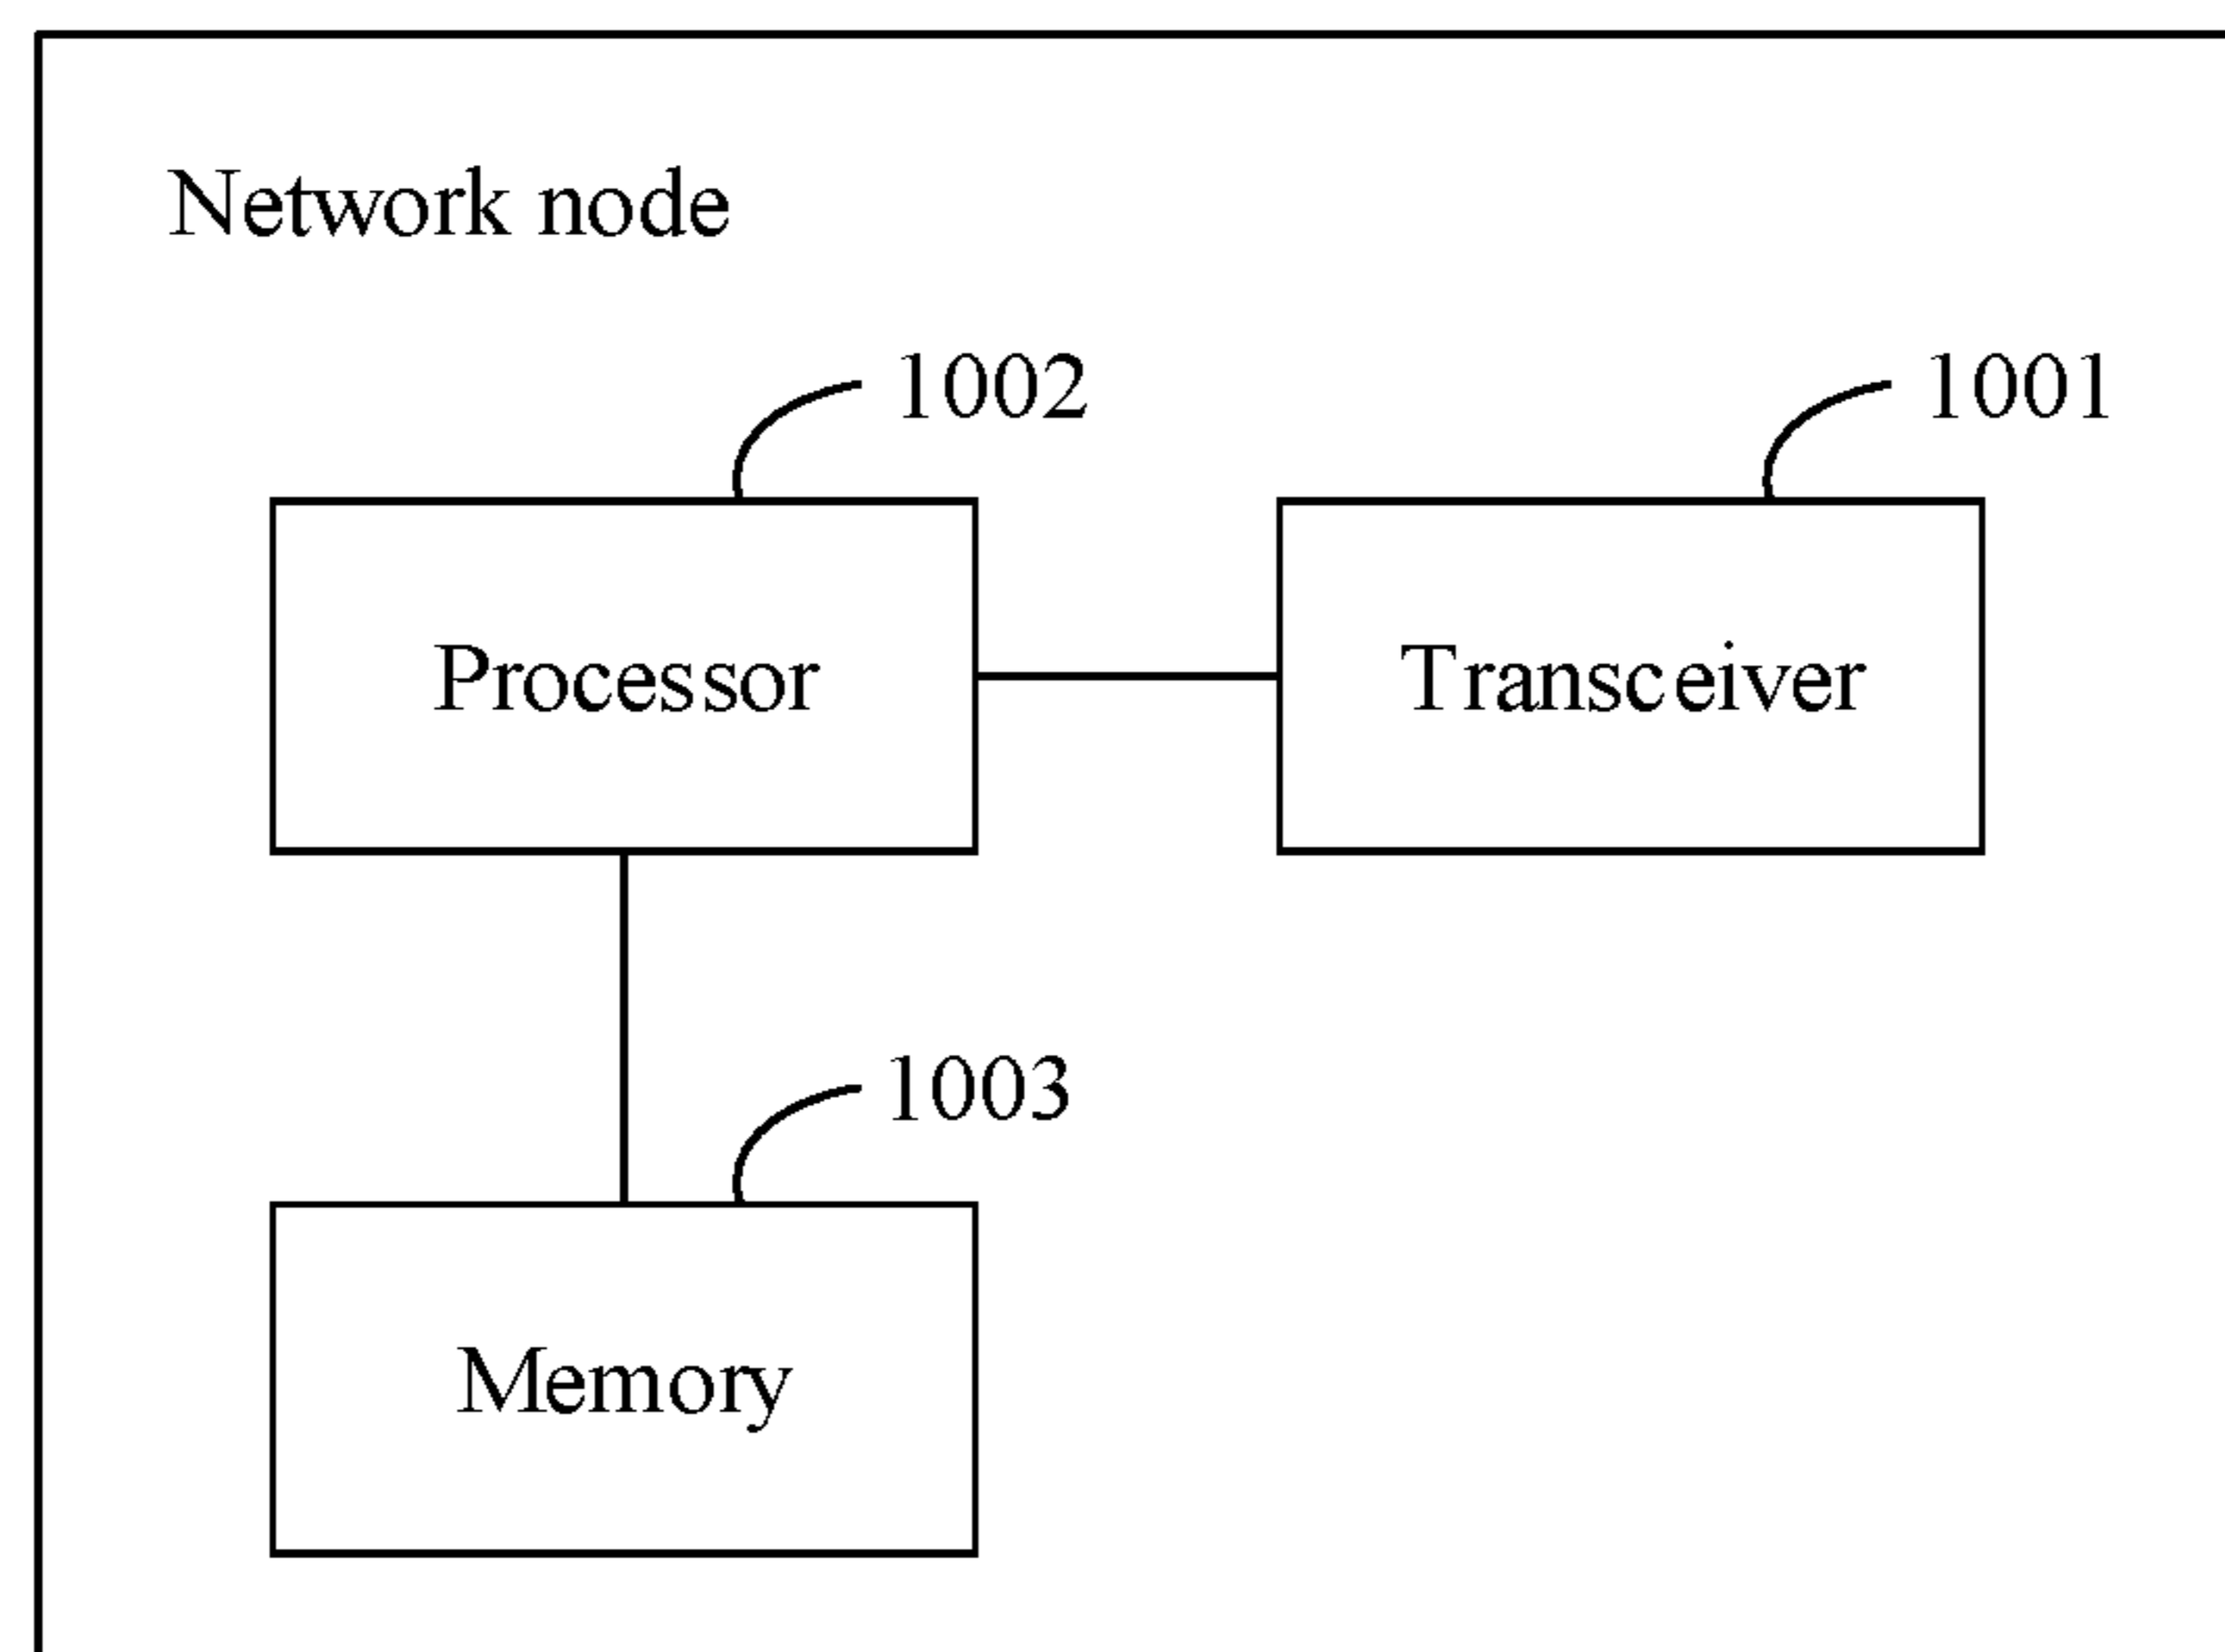 Network node
1002
1001
Processor
Transceiver
1003
Memory